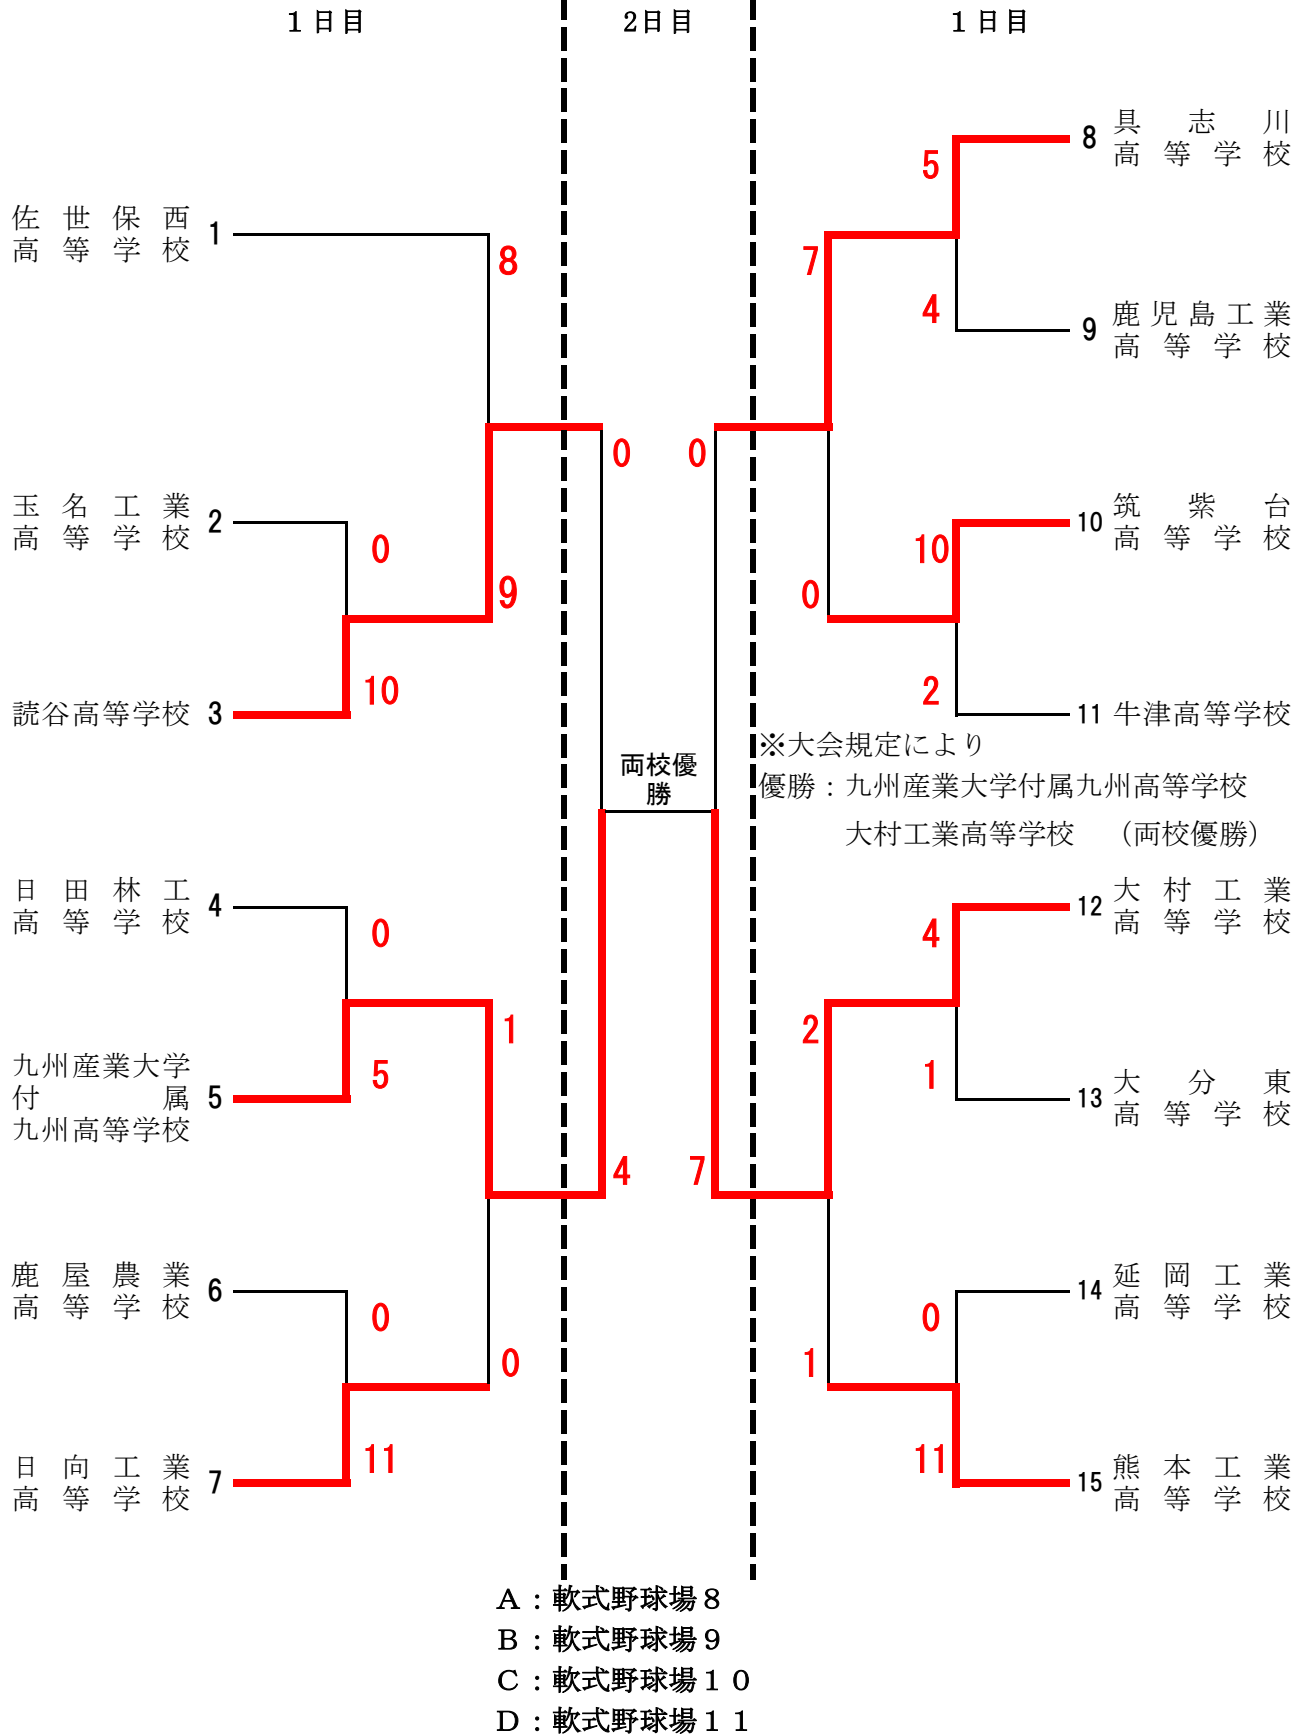 １日目
2日目
１日目
佐世保西
高等学校
1
8
玉名工業
高等学校
2
0
9
読谷高等学校
3
10
0
日田林工
高等学校
4
0
九州産業大学
付属
九州高等学校
5
5
1
4
鹿屋農業
高等学校
6
0
0
日向工業
高等学校
7
11
両校優
勝
8
具志川
高等学校
5
7
4
9
鹿児島工業
高等学校
0
10
筑紫台
高等学校
10
0
2
11
牛津高等学校
※大会規定により
優勝：九州産業大学付属九州高等学校
大村工業高等学校　（両校優勝）
12
大村工業
高等学校
4
2
1
13
大分東
高等学校
7
14
延岡工業
高等学校
0
1
11
15
熊本工業
高等学校
Ａ：軟式野球場８
Ｂ：軟式野球場９
Ｃ：軟式野球場１０
Ｄ：軟式野球場１１